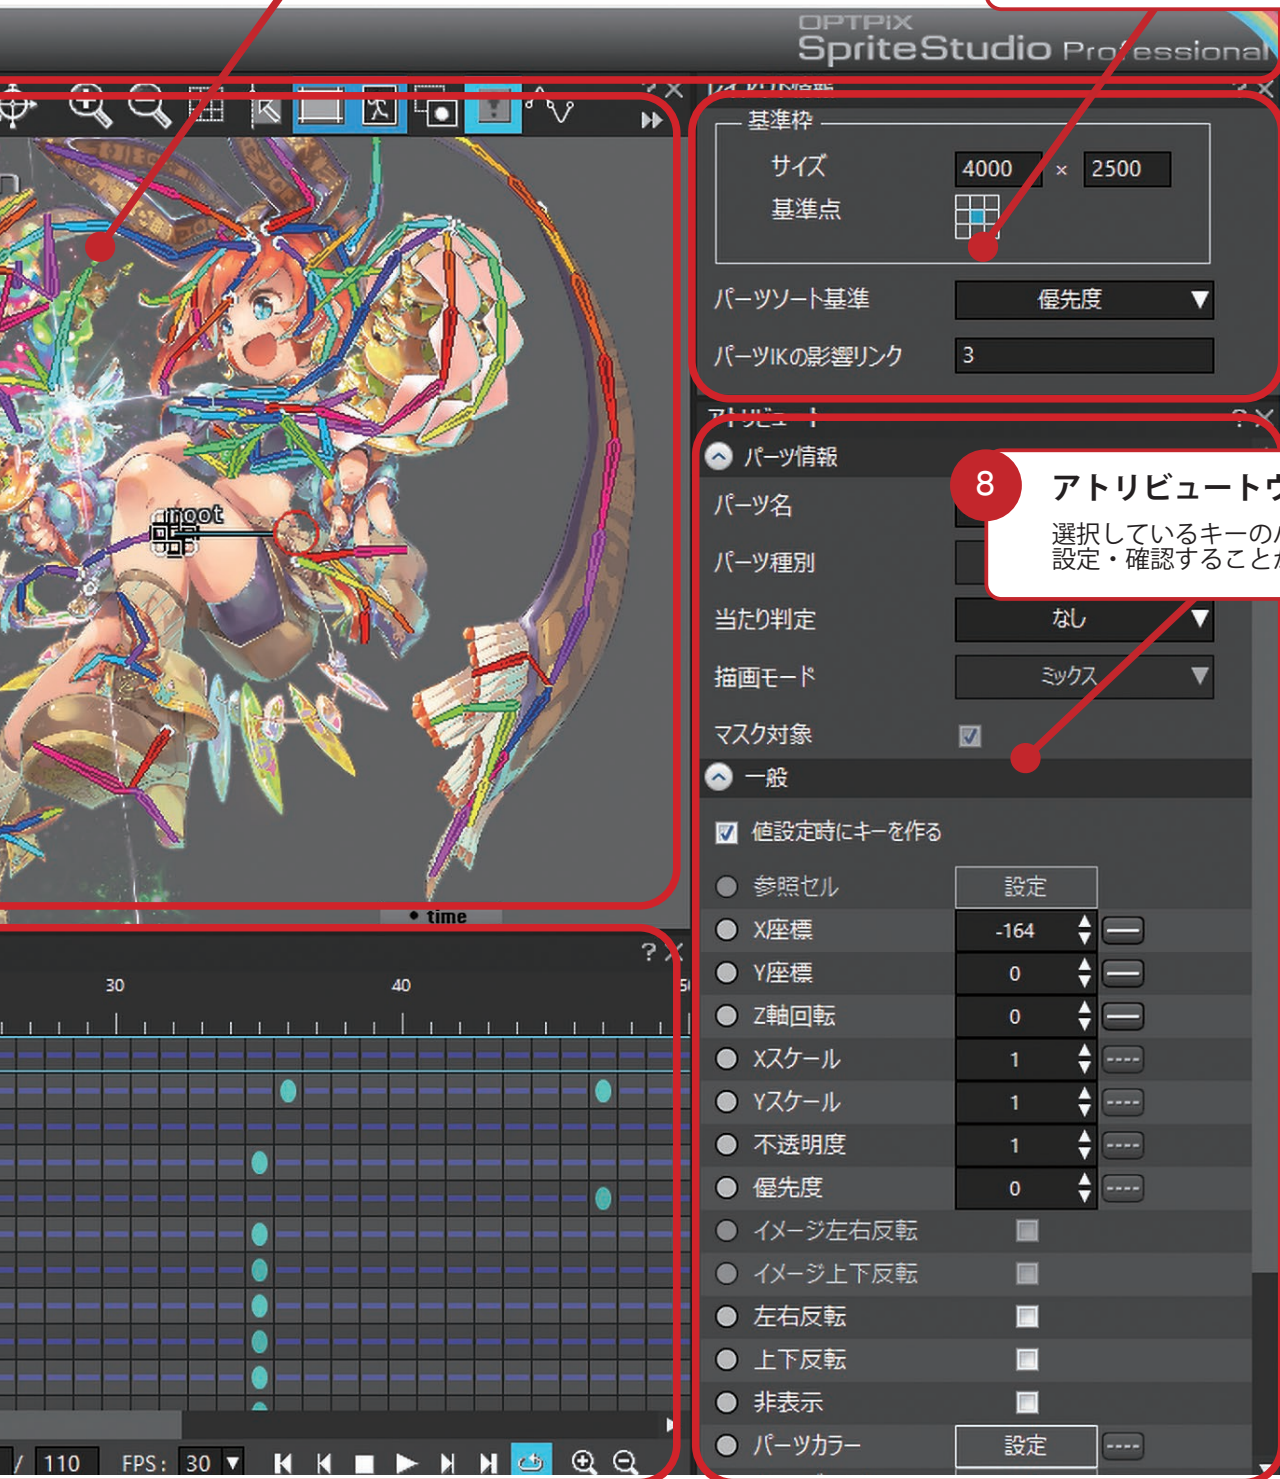 OPTPiX
SpriteStudio Professional
基準枠
サイズ
4000 × 2500
基準点
パーツソート基準
優先度
パーツIKの影響リンク
3
アトリビュート
パーツ情報
8
アトリビュート
選択しているキーの
設定・確認すること
パーツ名
パーツ種別
当たり判定
なし
描画モード
ミックス
マスク対象
一般
値設定時にキーを作る
参照セル
設定
X座標
-164
Y座標
0
Z軸回転
0
Xスケール
1
Yスケール
1
不透明度
1
優先度
0
イメージ左右反転
イメージ上下反転
左右反転
上下反転
非表示
パーツカラー
設定
root
time
30
40
/ 110 FPS: 30